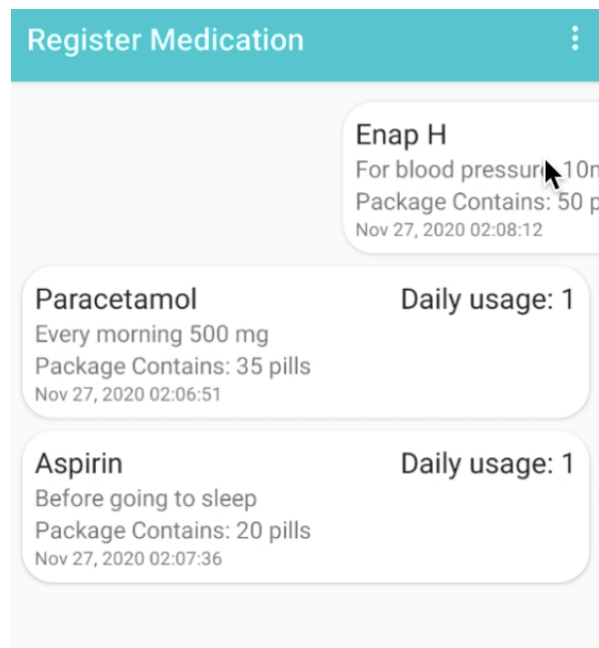 Register Medication
Enap H
For blood pressure 10m
Package Contains: 50 p
Nov 27, 2020 02:08:12
Paracetamol
Daily usage: 1
Every morning 500 mg
Package Contains: 35 pills
Nov 27, 2020 02:06:51
Aspirin
Daily usage: 1
Before going to sleep
Package Contains: 20 pills
Nov 27, 2020 02:07:36